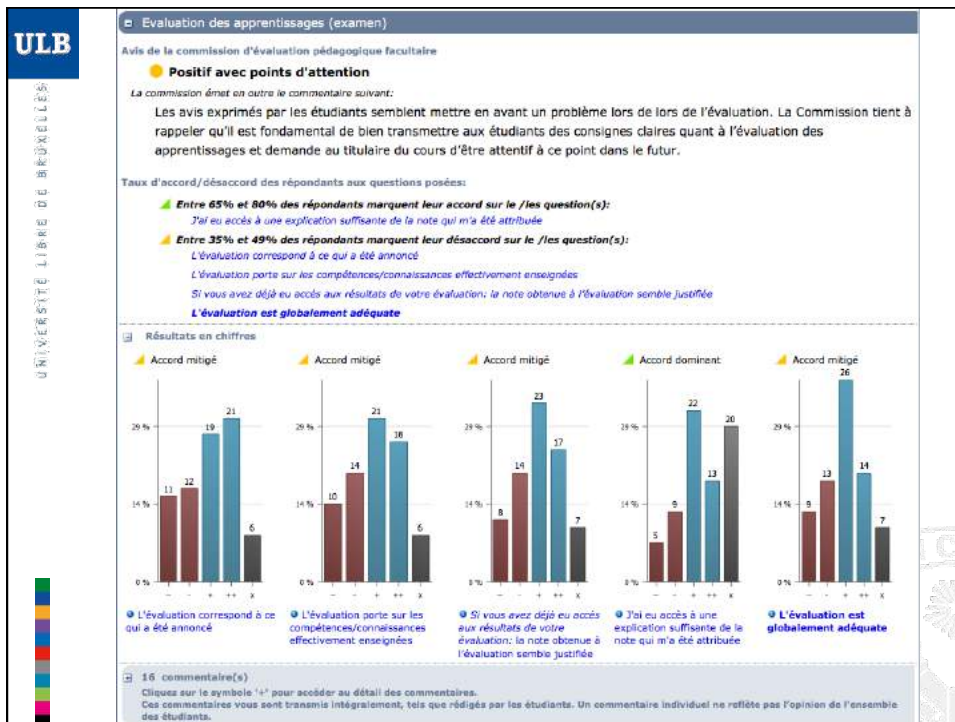 ULB
UNIVERSITÉ LIBRE DE BRUXELLES
Evaluation des apprentissages (examen)
Avis de la commission d'évaluation pédagogique facultaire
Positif avec points d'attention
La commission émet en outre le commentaire suivant:
Les avis exprimés par les étudiants semblent mettre en avant un problème lors de lors de l'évaluation. La Commission tient à
rappeler qu'il est fondamental de bien transmettre aux étudiants des consignes claires quant à l'évaluation des
apprentissages et demande au titulaire du cours d'être attentif à ce point dans le futur.
Taux d'accord/désaccord des répondants aux questions posées:
Entre 65% et 80% des répondants marquent leur accord sur le /les question(s):
J'ai eu accès à une explication suffisante de la note qui m'a été attribuée
Entre 35% et 49% des répondants marquent leur désaccord sur le /les question(s):
L'évaluation correspond à ce qui a été annoncé
L'évaluation porte sur les compétences/connaissances effectivement enseignées
Si vous avez déjà eu accès aux résultats de votre évaluation: la note obtenue à l'évaluation semble justifiée
L'évaluation est globalement adéquate
Résultats en chiffres
Accord mitigé
29 %
14 %
0 %
11
12
19
21
6
-- - + ++ x
L'évaluation correspond à ce
qui a été annoncé
Accord mitigé
29 %
14 %
0 %
10
14
21
18
6
-- - + ++ x
L'évaluation porte sur les
compétences/connaissances
effectivement enseignées
Accord mitigé
29 %
14 %
0 %
8
14
23
17
7
-- - + ++ x
Si vous avez déjà eu accès
aux résultats de votre
évaluation: la note obtenue à
l'évaluation semble justifiée
Accord dominant
29 %
14 %
0 %
5
9
22
13
20
-- - + ++ x
J'ai eu accès à une
explication suffisante de la
note qui m'a été attribuée
Accord mitigé
29 %
14 %
0 %
9
13
26
14
7
-- - + ++ x
L'évaluation est
globalement adéquate
16 commentaire(s)
Cliquez sur le symbole '+' pour accéder au détail des commentaires.
Ces commentaires vous sont transmis intégralement, tels que rédigés par les étudiants. Un commentaire individuel ne reflète pas l'opinion de l'ensemble
des étudiants.